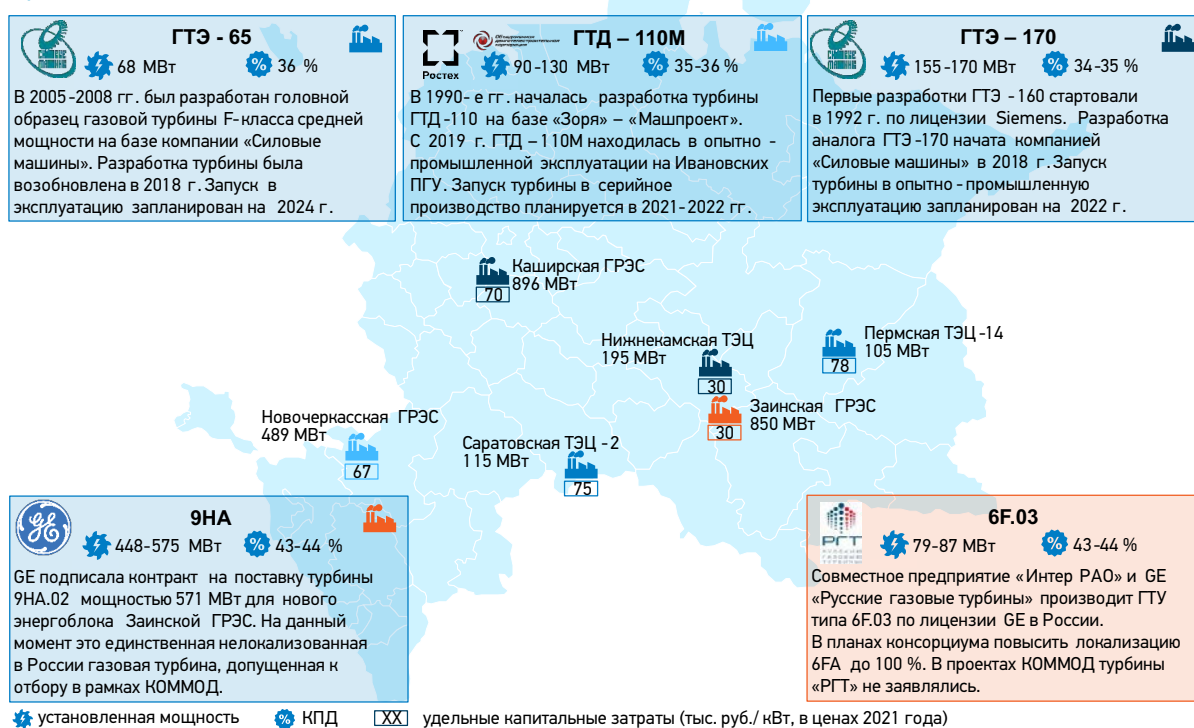 ГТЭ - 65
68 МВт
36 %
В 2005-2008 гг. был разработан головной
образец газовой турбины F-класса средней
мощности на базе компании «Силовые
машины». Разработка турбины была
возобновлена в 2018 г. Запуск в
эксплуатацию запланирован на 2024 г.
Ростех
ГТД – 110М
90-130 МВт
35-36 %
В 1990-е гг. началась разработка турбины
ГТД-110 на базе «Зоря» – «Машпроект».
С 2019 г. ГТД – 110М находилась в опытно -
промышленной эксплуатации на Ивановских
ПГУ. Запуск турбины в серийное
производство планируется в 2021-2022 гг.
ГТЭ – 170
155-170 МВт
34-35 %
Первые разработки ГТЭ -160 стартовали
в 1992 г. по лицензии Siemens. Разработка
аналога ГТЭ-170 начата компанией
«Силовые машины» в 2018 г. Запуск
турбины в опытно - промышленную
эксплуатацию запланирован на 2022 г.
Каширская ГРЭС
896 МВт
70
Нижнекамская ТЭЦ
195 МВт
30
Пермская ТЭЦ -14
105 МВт
78
Заинская ГРЭС
850 МВт
30
Новочеркасская ГРЭС
489 МВт
67
Саратовская ТЭЦ - 2
115 МВт
75
9HA
448-575 МВт
43-44 %
GE подписала контракт на поставку турбины
9HA.02 мощностью 571 МВт для нового
энергоблока Заинской ГРЭС. На данный
момент это единственная нелокализованная
в России газовая турбина, допущенная к
отбору в рамках КОММОД.
РГТ
6F.03
79-87 МВт
43-44 %
Совместное предприятие «Интер РАО» и GE
«Русские газовые турбины» производит ГТУ
типа 6F.03 по лицензии GE в России.
В планах консорциума повысить локализацию
6FA до 100 %. В проектах КОММОД турбины
«РГТ» не заявлялись.
установленная мощность
% КПД
XX удельные капитальные затраты (тыс. руб./ кВт, в ценах 2021 года)